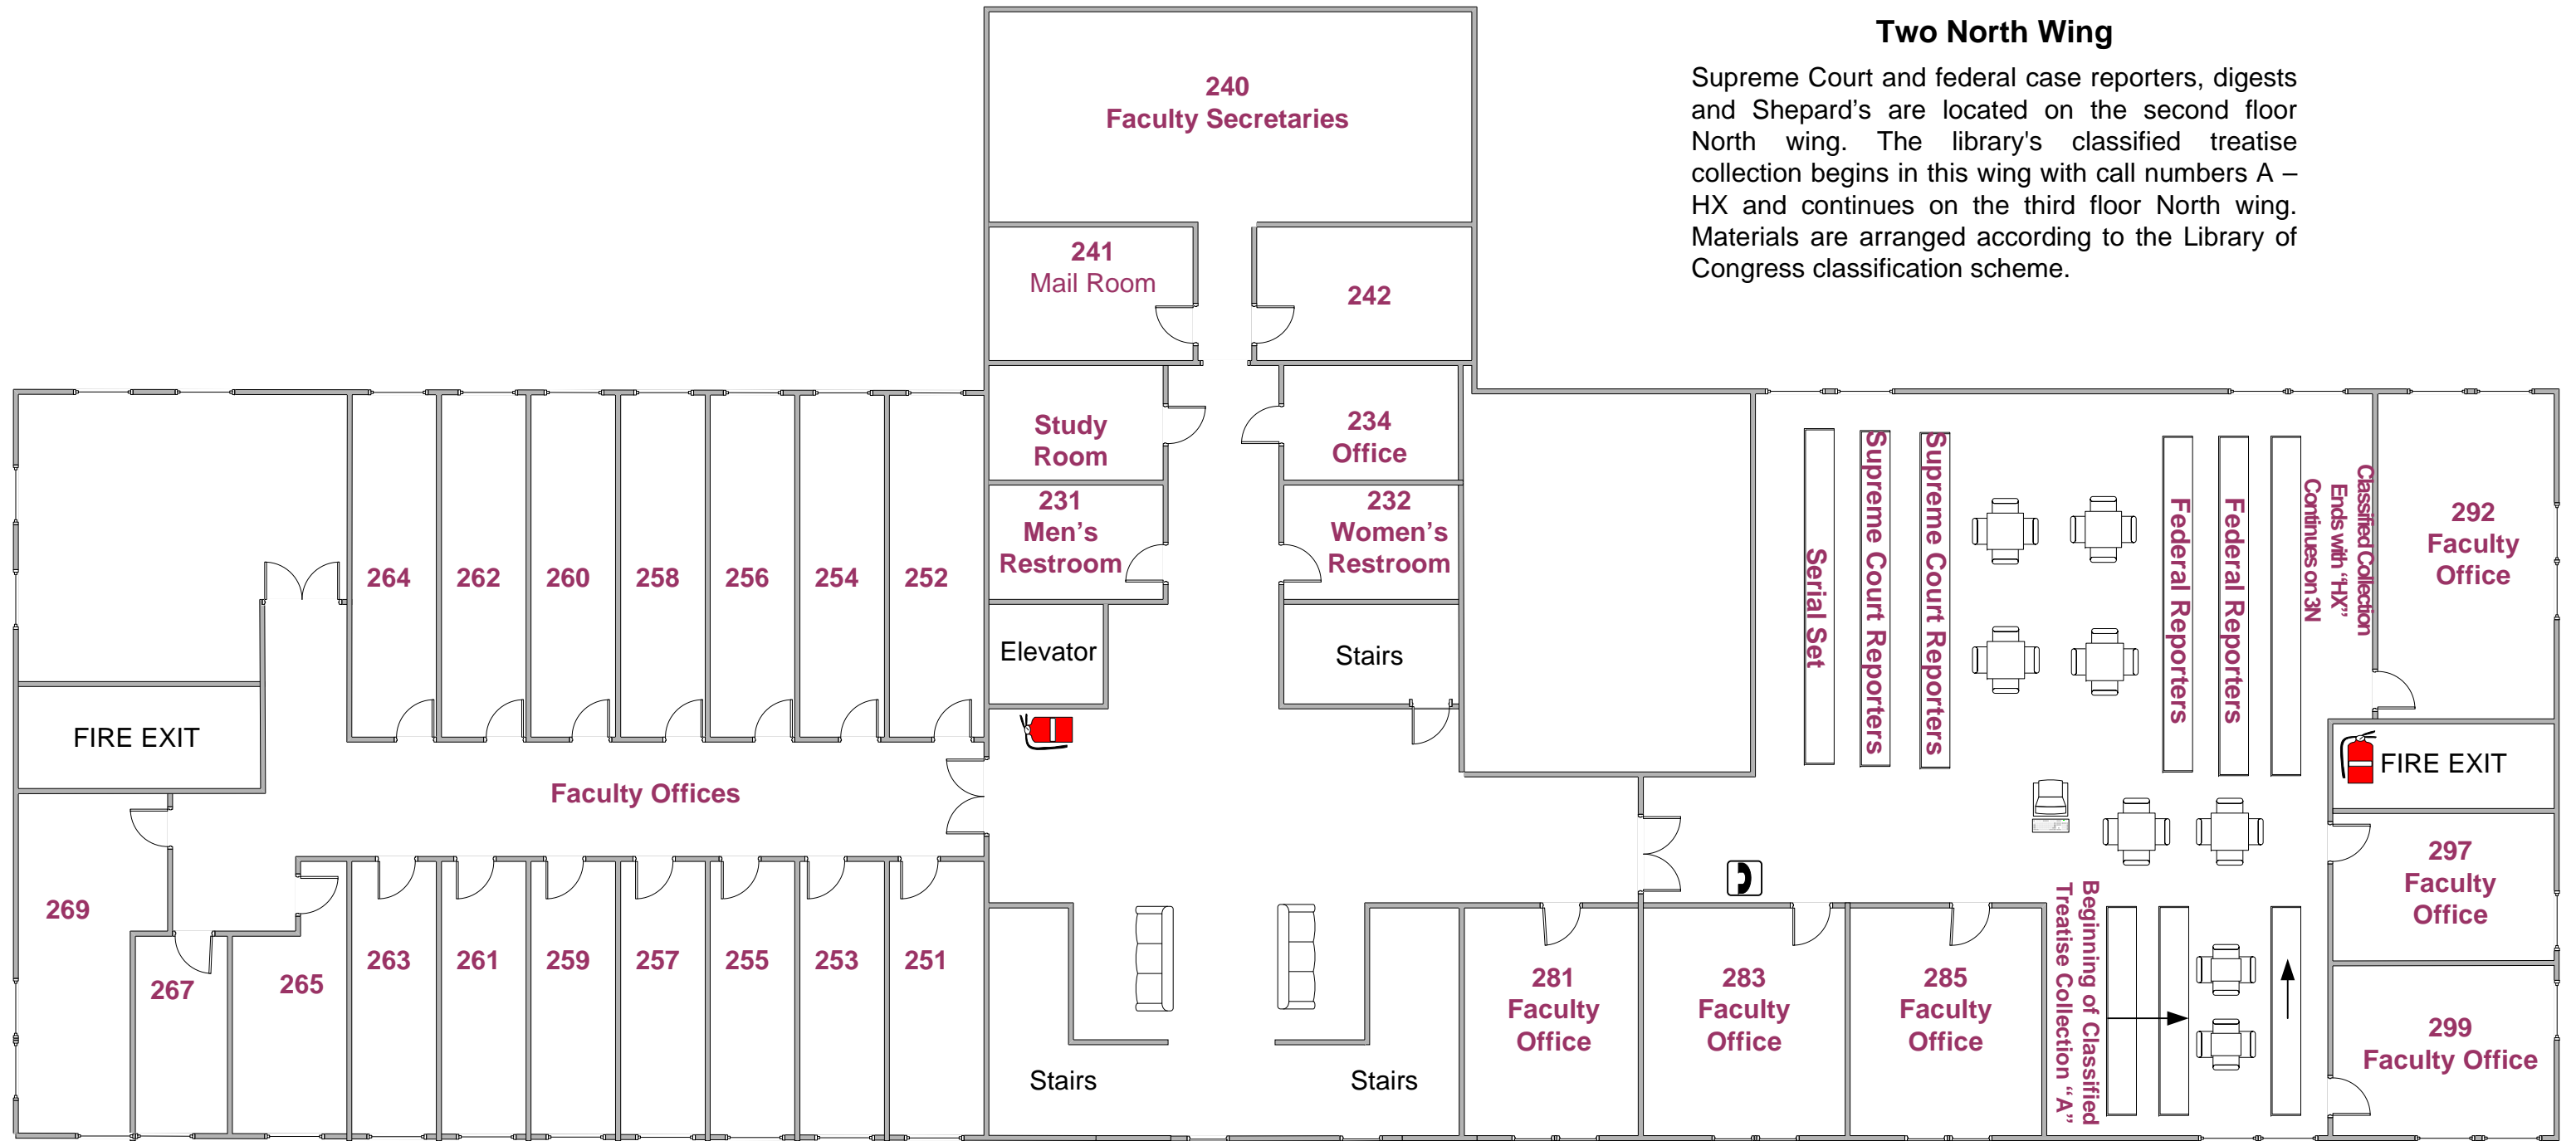 Two North Wing
Supreme Court and federal case reporters, digests
and Shepard’s are located on the second floor
North wing. The library's classified treatise
collection begins in this wing with call numbers A –
HX and continues on the third floor North wing.
Materials are arranged according to the Library of
Congress classification scheme.
240
Faculty Secretaries
241
Mail Room
242
Study
Room
234
Office
231
Men’s
Restroom
232
Women’s
Restroom
Elevator
Stairs
264
262
260
258
256
254
252
FIRE EXIT
Faculty Offices
269
267
265
263
261
259
257
255
253
251
Stairs
Stairs
281
Faculty
Office
283
Faculty
Office
285
Faculty
Office
Serial Set
Supreme Court Reporters
Supreme Court Reporters
Federal Reporters
Federal Reporters
Classified Collection
Ends with “HX”
Continues on 3N
292
Faculty
Office
FIRE EXIT
297
Faculty
Office
299
Faculty Office
Beginning of Classified
Treatise Collection “A”